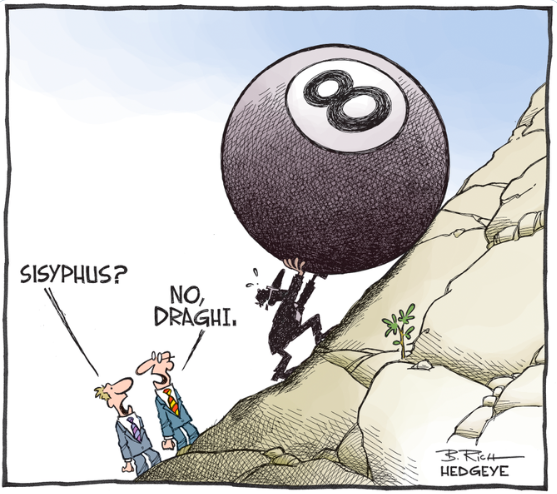 8
SISYPHUS?
NO,
DRAGHI.
B. RICH
HEDGEYE